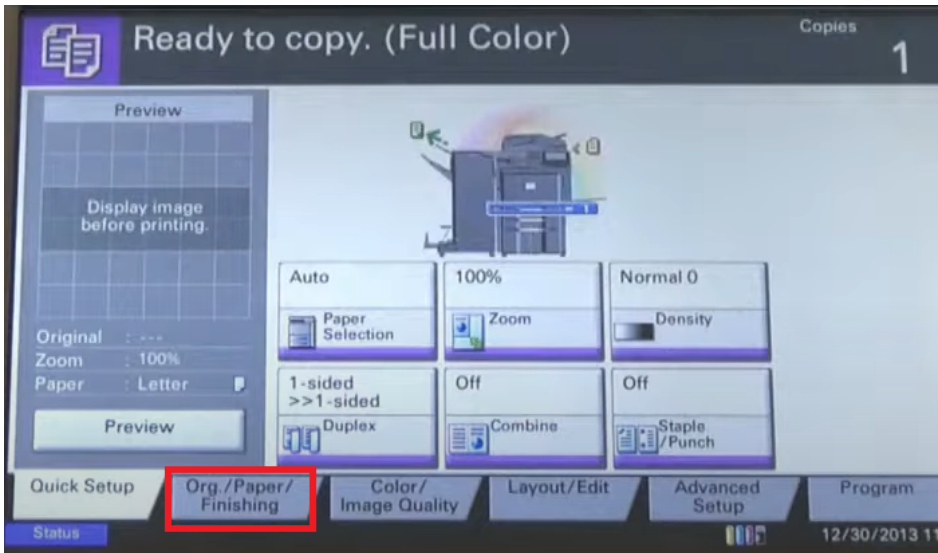 Ready to copy. (Full Color)
Copies
1
Preview
Display image
before printing.
Original : ---
Zoom : 100%
Paper : Letter
Preview
Auto
Paper
Selection
100%
Zoom
Normal 0
Density
1-sided
>>1-sided
Duplex
Off
Combine
Off
Staple
/Punch
Quick Setup
Org./Paper/
Finishing
Color/
Image Quality
Layout/Edit
Advanced
Setup
Program
Status
12/30/2013 11